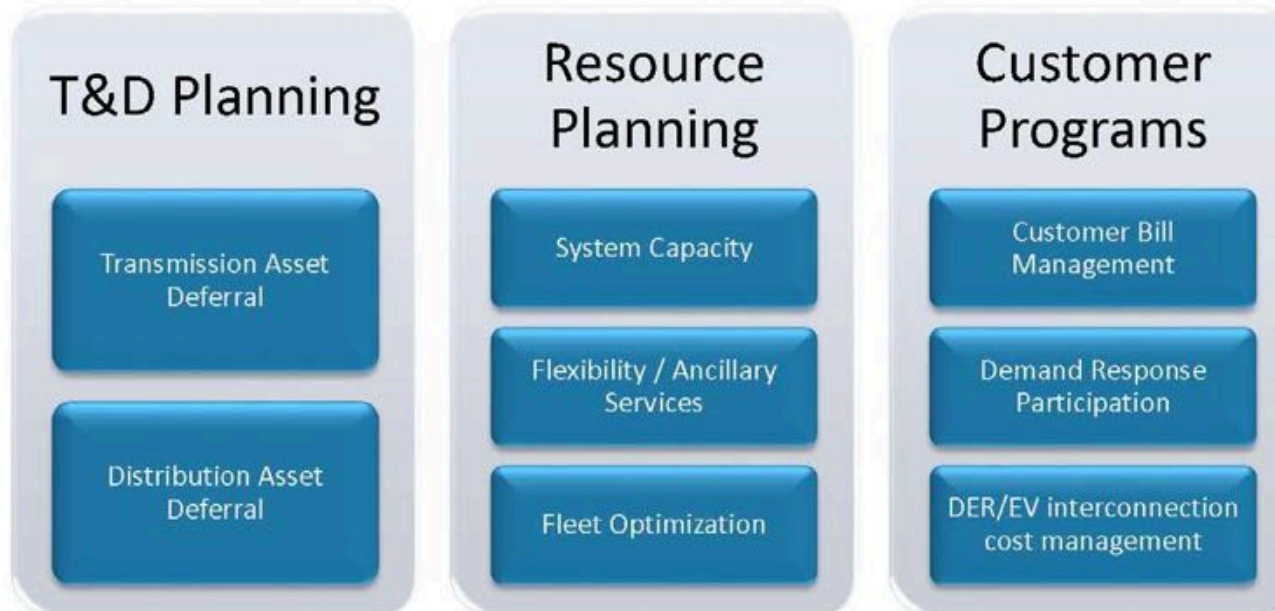 T&D Planning
Transmission Asset
Deferral
Distribution Asset
Deferral
Resource
Planning
System Capacity
Flexibility / Ancillary
Services
Fleet Optimization
Customer
Programs
Customer Bill
Management
Demand Response
Participation
DER/EV interconnection
cost management